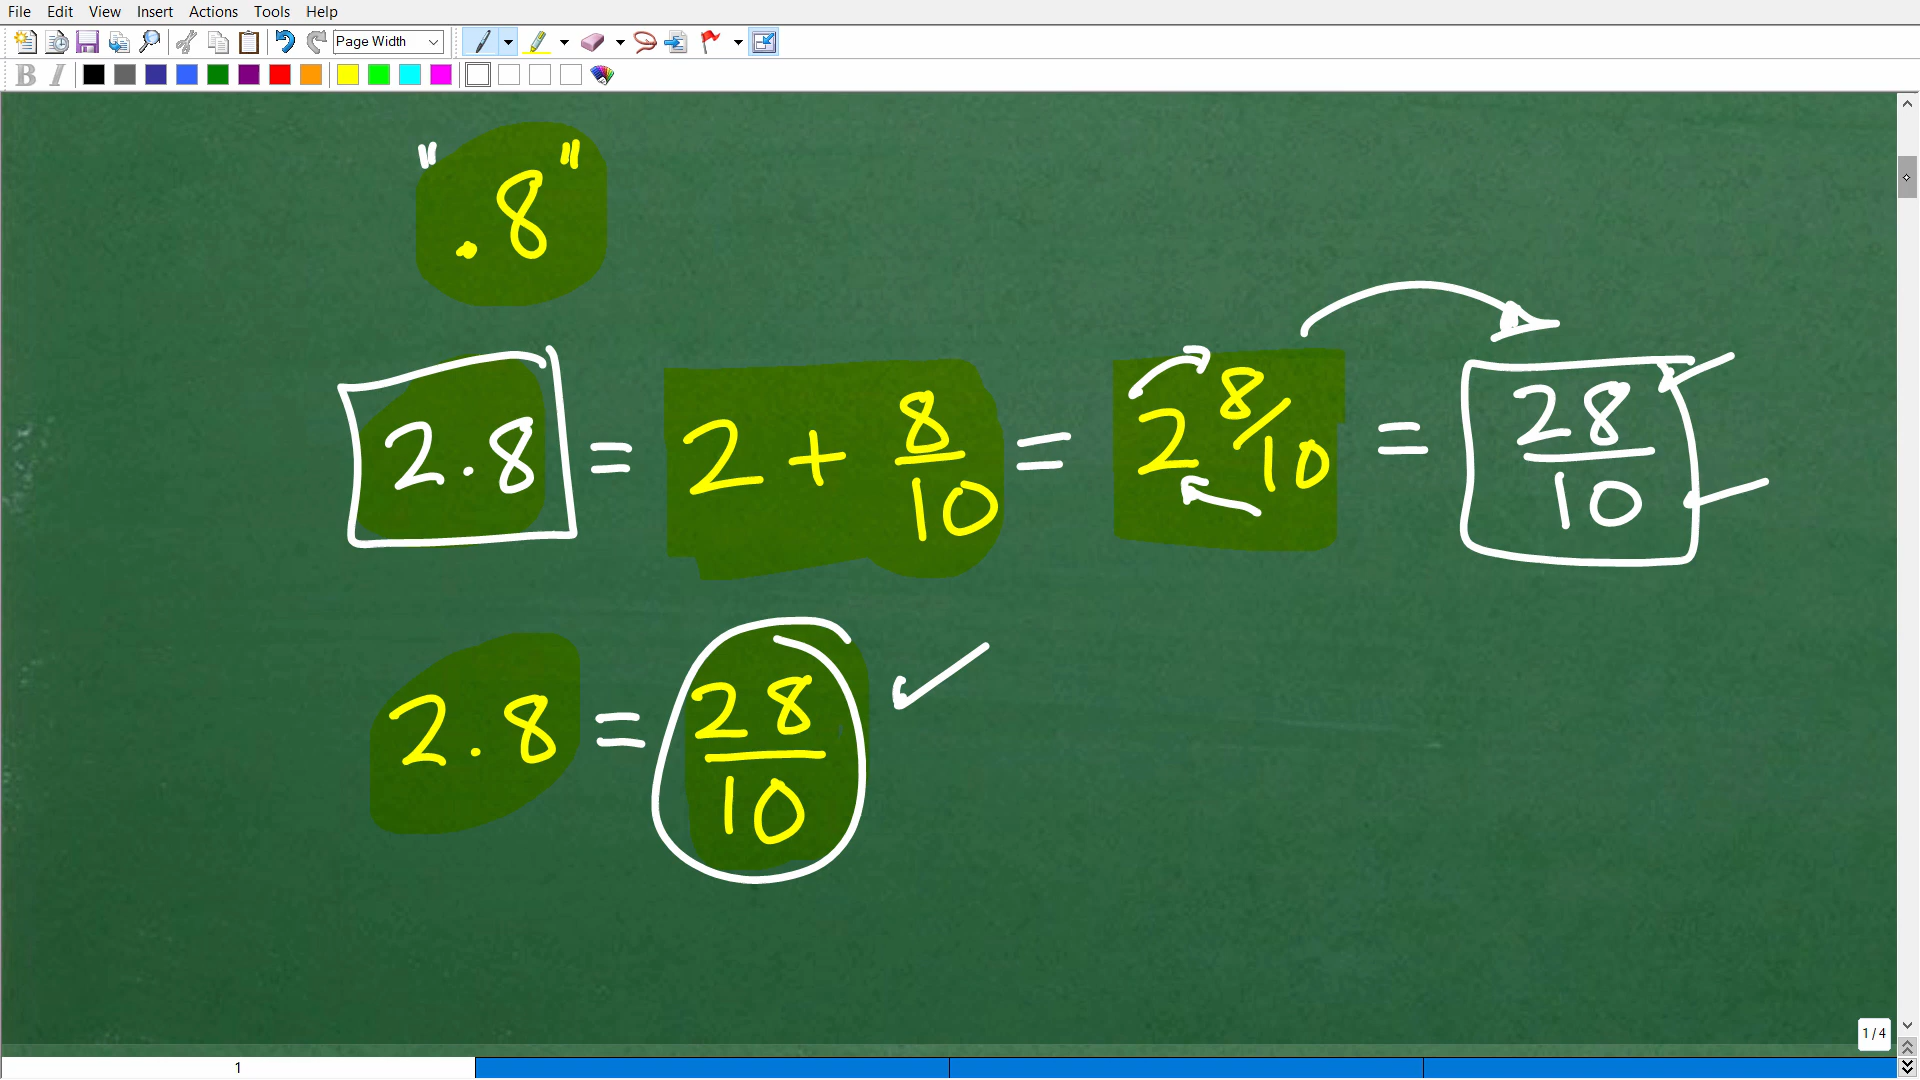 File Edit View Insert Actions Tools Help
Page Width
B I
" .8 "
2.8 = 2 + 8/10 = 2 8/10 = 28/10
2.8 = 28/10
1 / 4
1